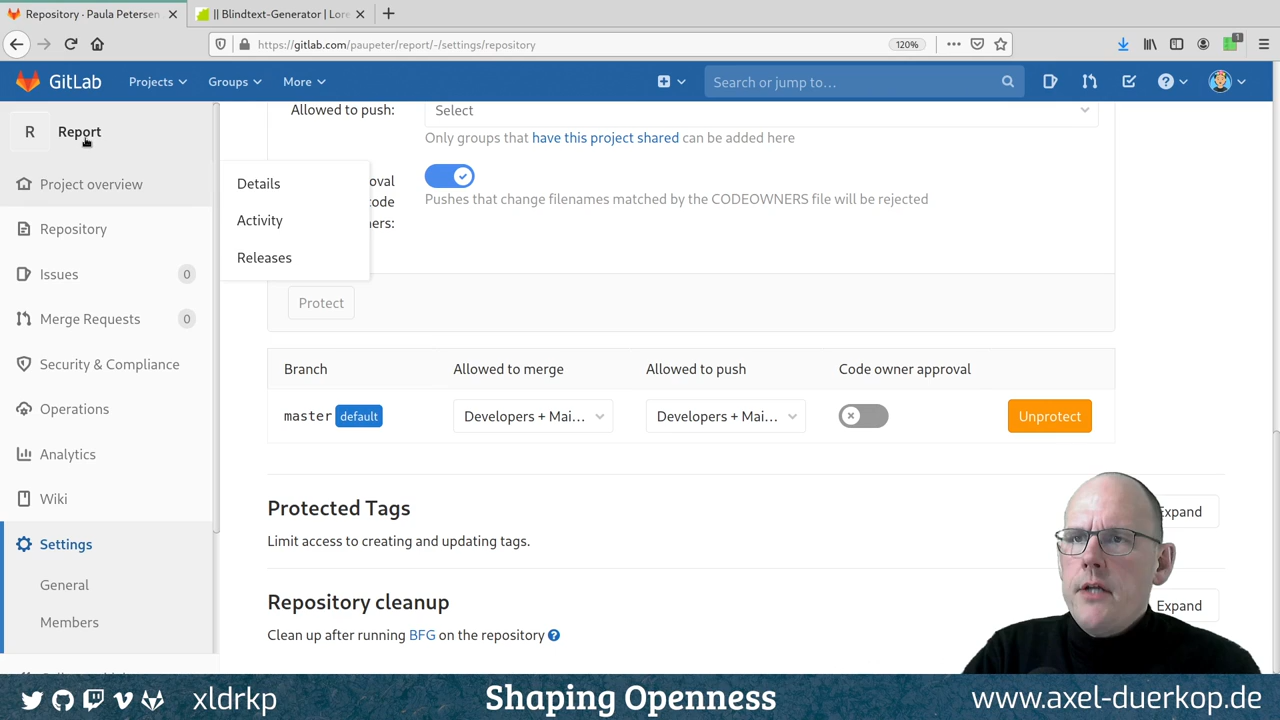 Repository · Paula Petersen
|| Blindtext-Generator | Lore
https://gitlab.com/paupeter/report/-/settings/repository
120%
1
GitLab
Projects
Groups
More
Search or jump to...
R
Report
Project overview
Repository
Issues
0
Merge Requests
0
Security & Compliance
Operations
Analytics
Wiki
Settings
General
Members
Details
Activity
Releases
Allowed to push:
Select
Only groups that have this project shared can be added here
oval
code
ners:
Pushes that change filenames matched by the CODEOWNERS file will be rejected
Protect
Branch
Allowed to merge
Allowed to push
Code owner approval
master default
Developers + Mai...
Developers + Mai...
Unprotect
Protected Tags
Expand
Limit access to creating and updating tags.
Repository cleanup
Expand
Clean up after running BFG on the repository
xldrkp
Shaping Openness
www.axel-duerkop.de